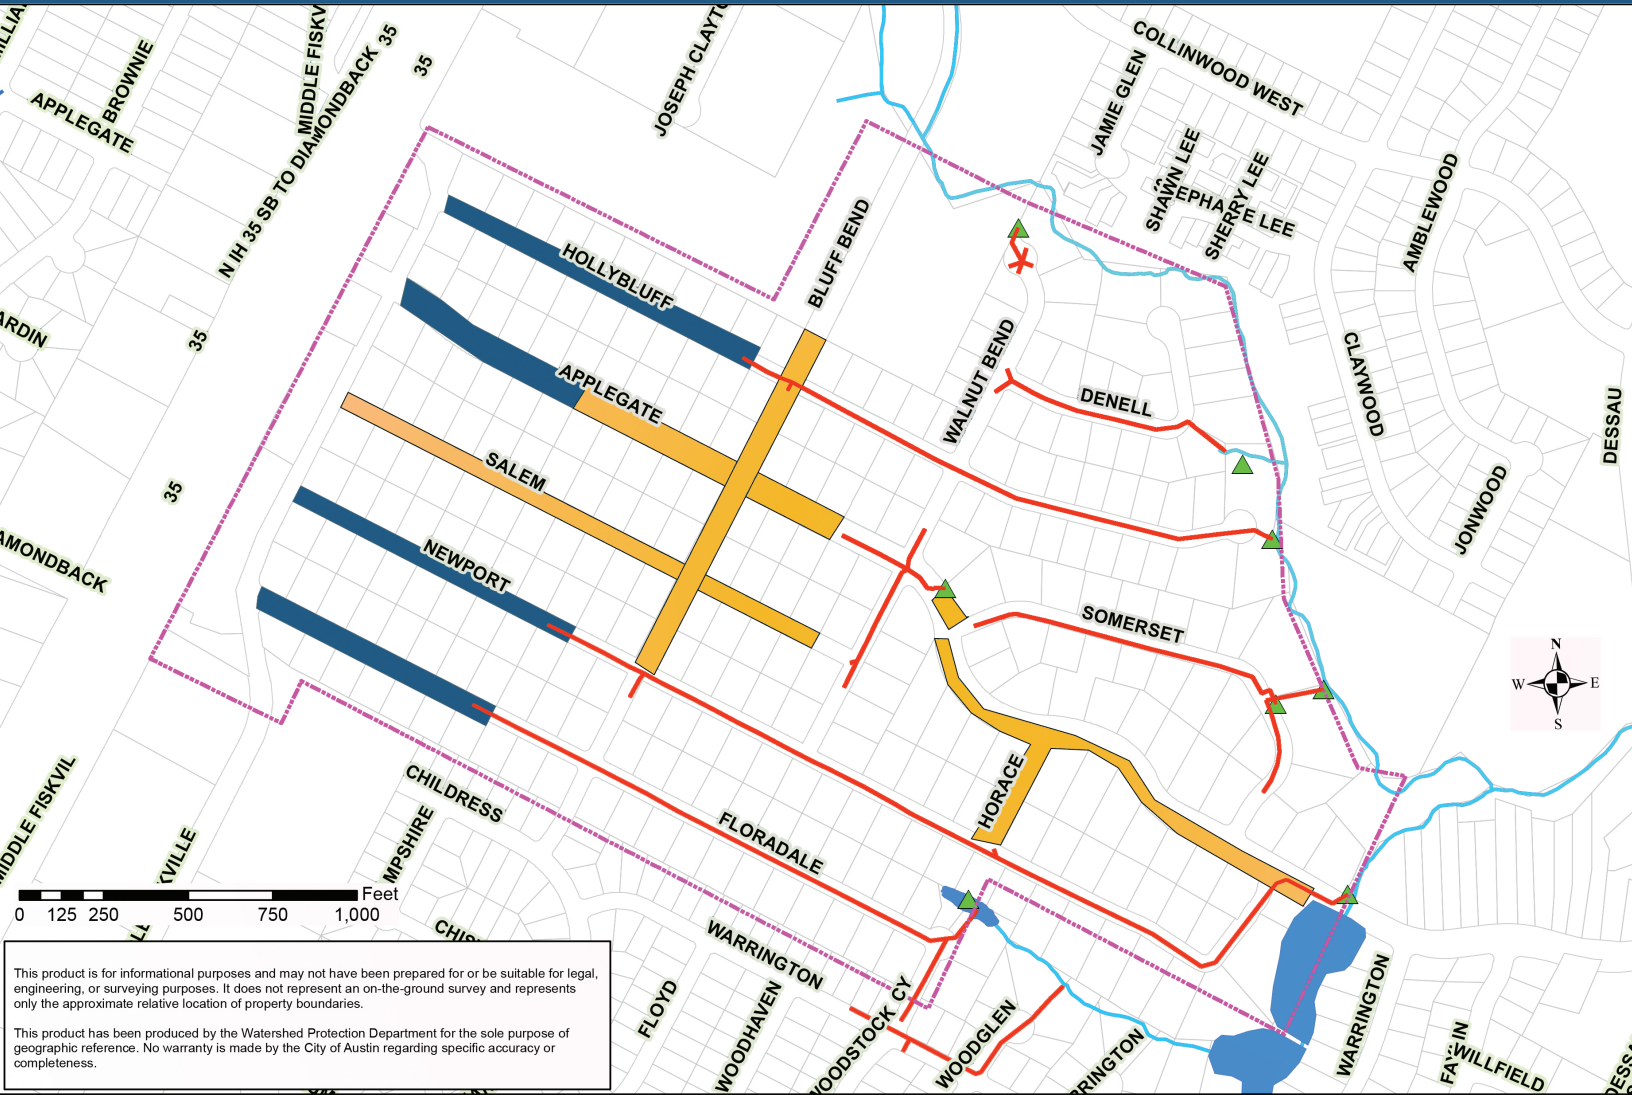 COLLINWOOD WEST
JOSEPH CLAYTO
MIDDLE FISKV
BROWNIE
APPLEGATE
35
35
N IH 35 SB TO DIAMONDBACK
JAMIE GLEN
SHAWN LEE
SHERRY LEE
AMBLEWOOD
BLUFF BEND
HOLLYBLUFF
ARDIN
35
WALNUT BEND
CLAYWOOD
DESSAU
APPLEGATE
DENELL
SALEM
35
JONWOOD
AMONDBACK
NEWPORT
SOMERSET
N
W
E
S
HORACE
CHILDRESS
MIDDLE FISKVIL
KVILLE
MPSHIRE
FLORADALE
Feet
0 125 250 500 750 1,000
WARRINGTON
FLOYD
WOODHAVEN
WOODSTOCK CY
WOODGLEN
RRINGTON
WARRINGTON
WILLFIELD
This product is for informational purposes and may not have been prepared for or be suitable for legal,
engineering, or surveying purposes. It does not represent an on-the-ground survey and represents
only the approximate relative location of property boundaries.
This product has been produced by the Watershed Protection Department for the sole purpose of
geographic reference. No warranty is made by the City of Austin regarding specific accuracy or
completeness.